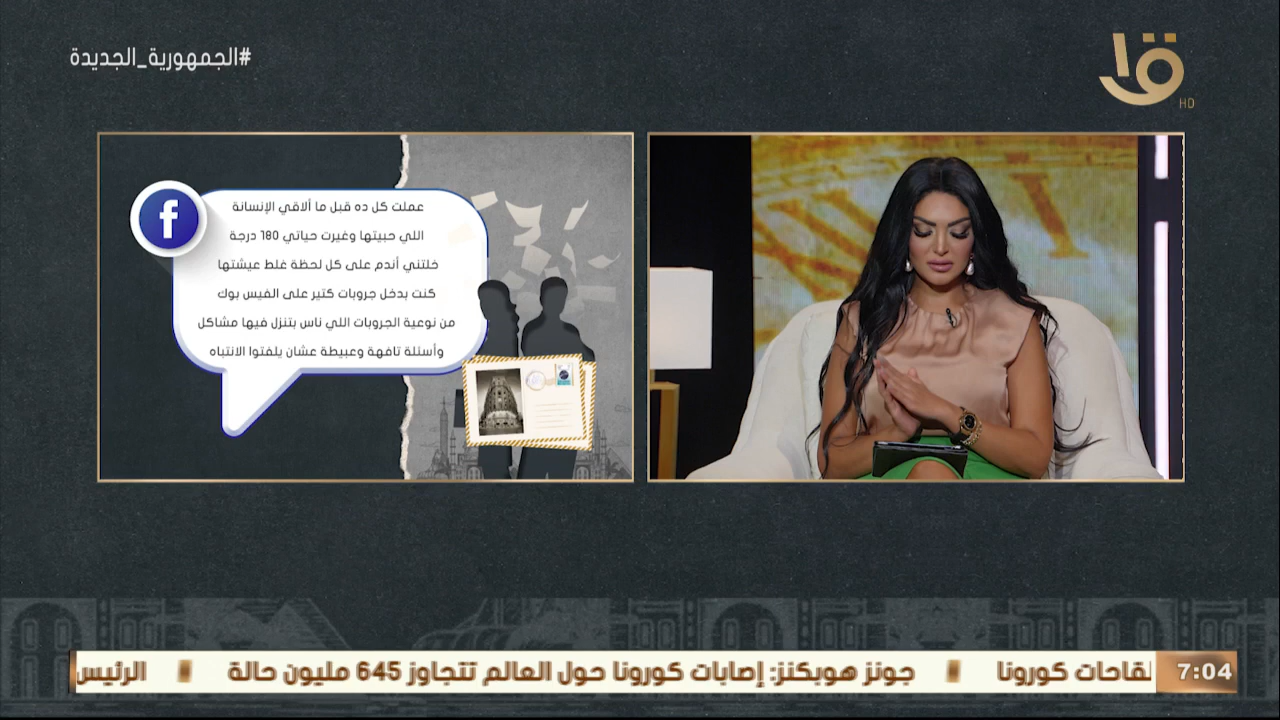 #الجمهورية_الجديدة
HD
عملت كل ده قبل ما ألاقي الإنسانة
اللي حبيتها وغيرت حياتي 180 درجة
خلتني أندم على كل لحظة غلط عيشتها
كنت بدخل جروبات كتير على الفيس بوك
من نوعية الجروبات اللي ناس بتنزل فيها مشاكل
وأسئلة تافهة وعبيطة عشان يلفتوا الانتباه
7:04 لقاحات كورونا جونز هوبكنز: إصابات كورونا حول العالم تتجاوز 645 مليون حالة الرئيس